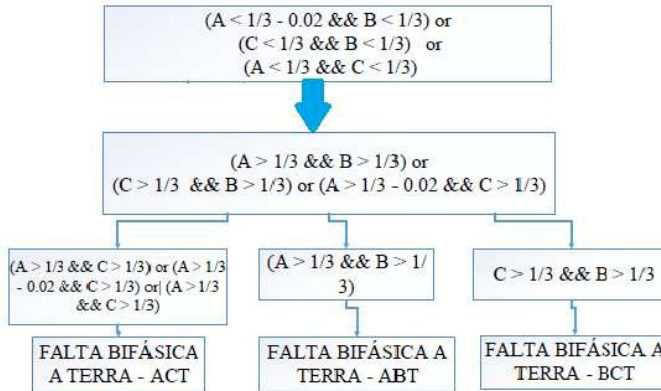 (A < 1/3 - 0.02 && B < 1/3) or
(C < 1/3 && B < 1/3) or
(A < 1/3 && C < 1/3)
(A > 1/3 && B > 1/3) or
(C > 1/3 && B > 1/3) or (A > 1/3 - 0.02 && C > 1/3)
(A > 1/3 && C > 1/3) or (A > 1/3
- 0.02 && C > 1/3) or| (A > 1/3
&& C > 1/3)
(A > 1/3 && B > 1/
3)
C > 1/3 && B > 1/3
FALTA BIFÁSICA
A TERRA - ACT
FALTA BIFÁSICA A
TERRA - ABT
FALTA BIFÁSICA A
TERRA - BCT